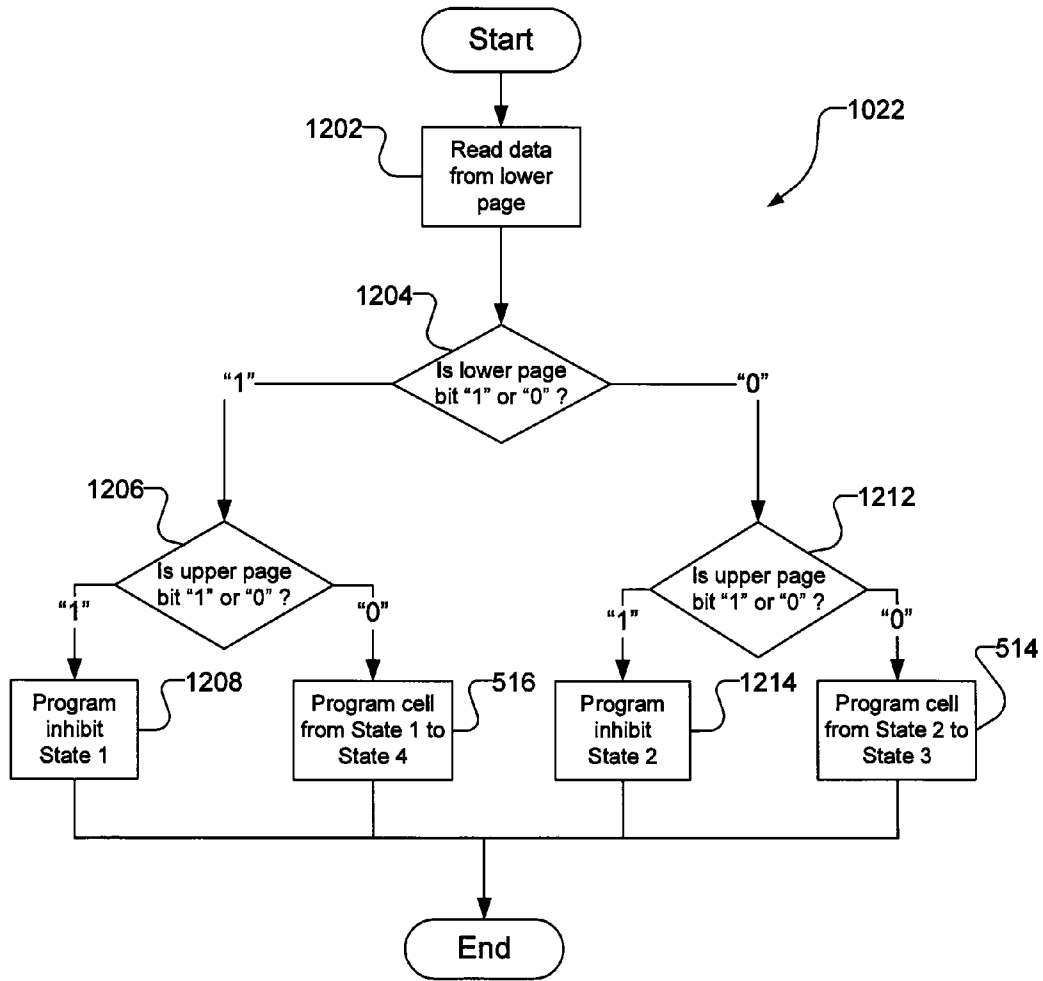 Start
1022
1202
Read data
from lower
page
1204
Is lower page
bit “1” or “0” ?
“1”
“0”
1206
Is upper page
bit “1” or “0” ?
“1”
“0”
1212
Is upper page
bit “1” or “0” ?
“1”
“0”
1208
Program
inhibit
State 1
516
Program cell
from State 1 to
State 4
1214
Program
inhibit
State 2
514
Program cell
from State 2 to
State 3
End